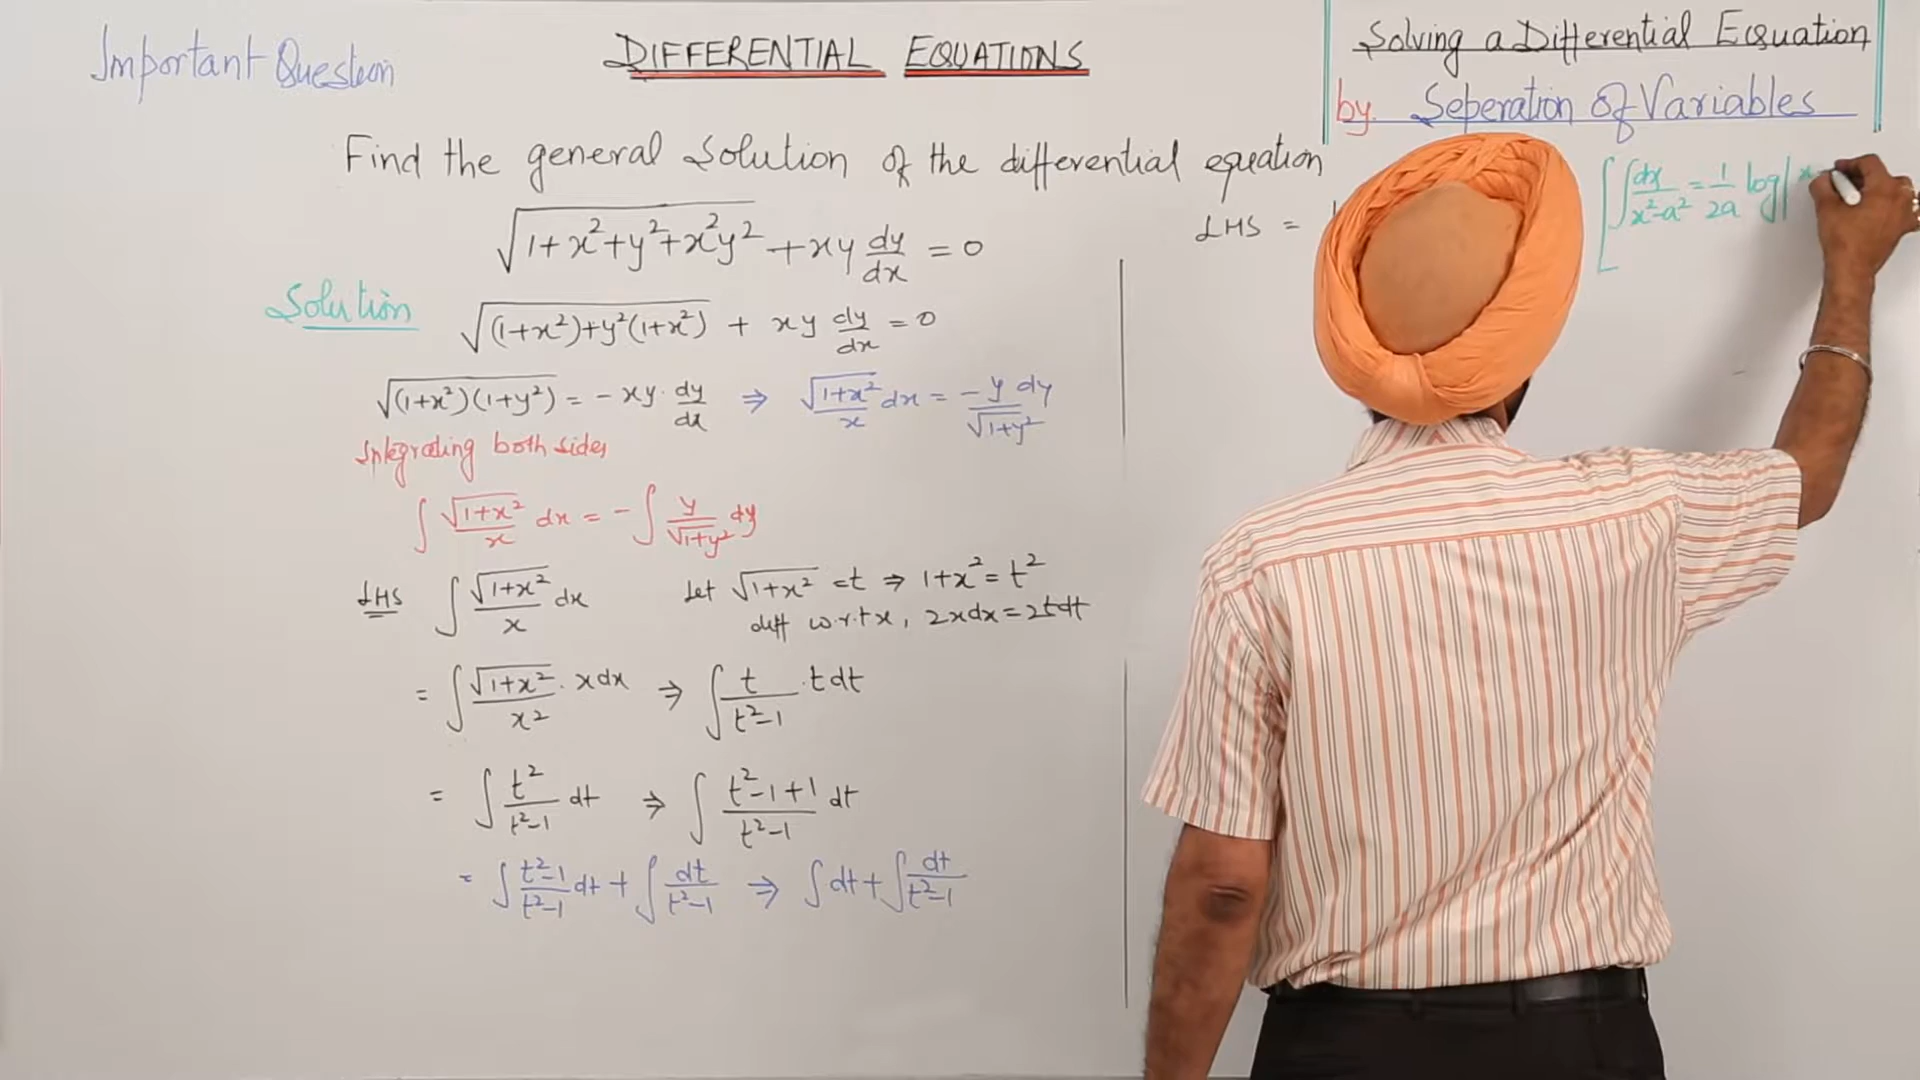 Important Question
DIFFERENTIAL EQUATIONS
Solving a Differential Equation
by Seperation Of Variables
Find the general Solution of the differential equation
√(1+x²+y²+x²y²) + xy dy/dx = 0
Solution
√((1+x²)+y²(1+x²)) + xy dy/dx = 0
√((1+x²)(1+y²)) = - xy. dy/dx ⇒ √(1+x²)/x dx = - y dy/√(1+y²)
Integrating both sides
∫ √(1+x²)/x dx = - ∫ y/√(1+y²) dy
LHS ∫ √(1+x²)/x dx
Let √(1+x²) = t ⇒ 1+x² = t²
diff w.r.t x, 2xdx = 2tdt
= ∫ √(1+x²)/x² . xdx ⇒ ∫ t/(t²-1) . tdt
= ∫ t²/(t²-1) dt ⇒ ∫ (t²-1+1)/(t²-1) dt
= ∫ (t²-1)/(t²-1) dt + ∫ dt/(t²-1) ⇒ ∫ dt + ∫ dt/(t²-1)
LHS =
[ ∫ dx/(x²-a²) = 1/2a log| x